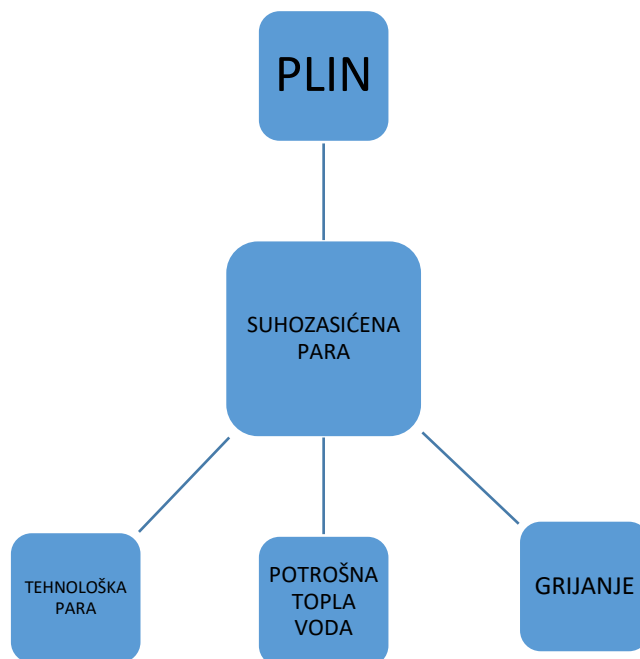 PLIN
SUHOZASIĆENA
PARA
TEHNOLOŠKA
PARA
POTROŠNA
TOPLA
VODA
GRIJANJE